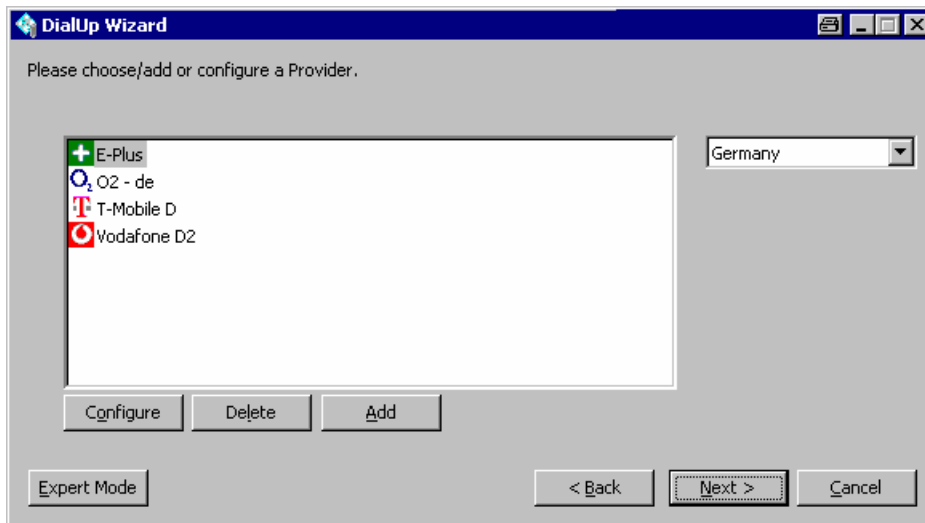 DialUp Wizard
Please choose/add or configure a Provider.
E-Plus
Germany
O2 O2 - de
T T-Mobile D
Vodafone D2
Configure Delete Add
Expert Mode < Back Next > Cancel